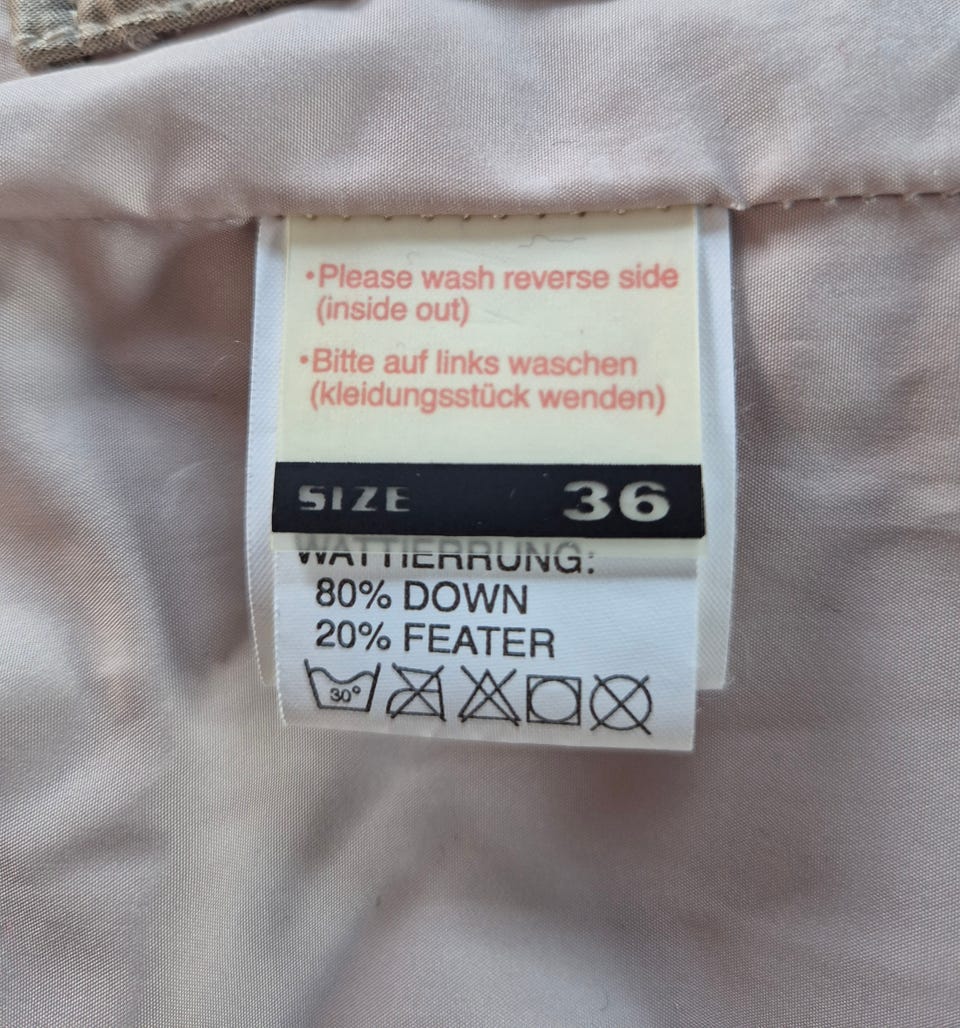 •Please wash reverse side
(inside out)
•Bitte auf links waschen
(kleidungsstück wenden)
SIZE 36
WATTIERRUNG:
80% DOWN
20% FEATER
30°